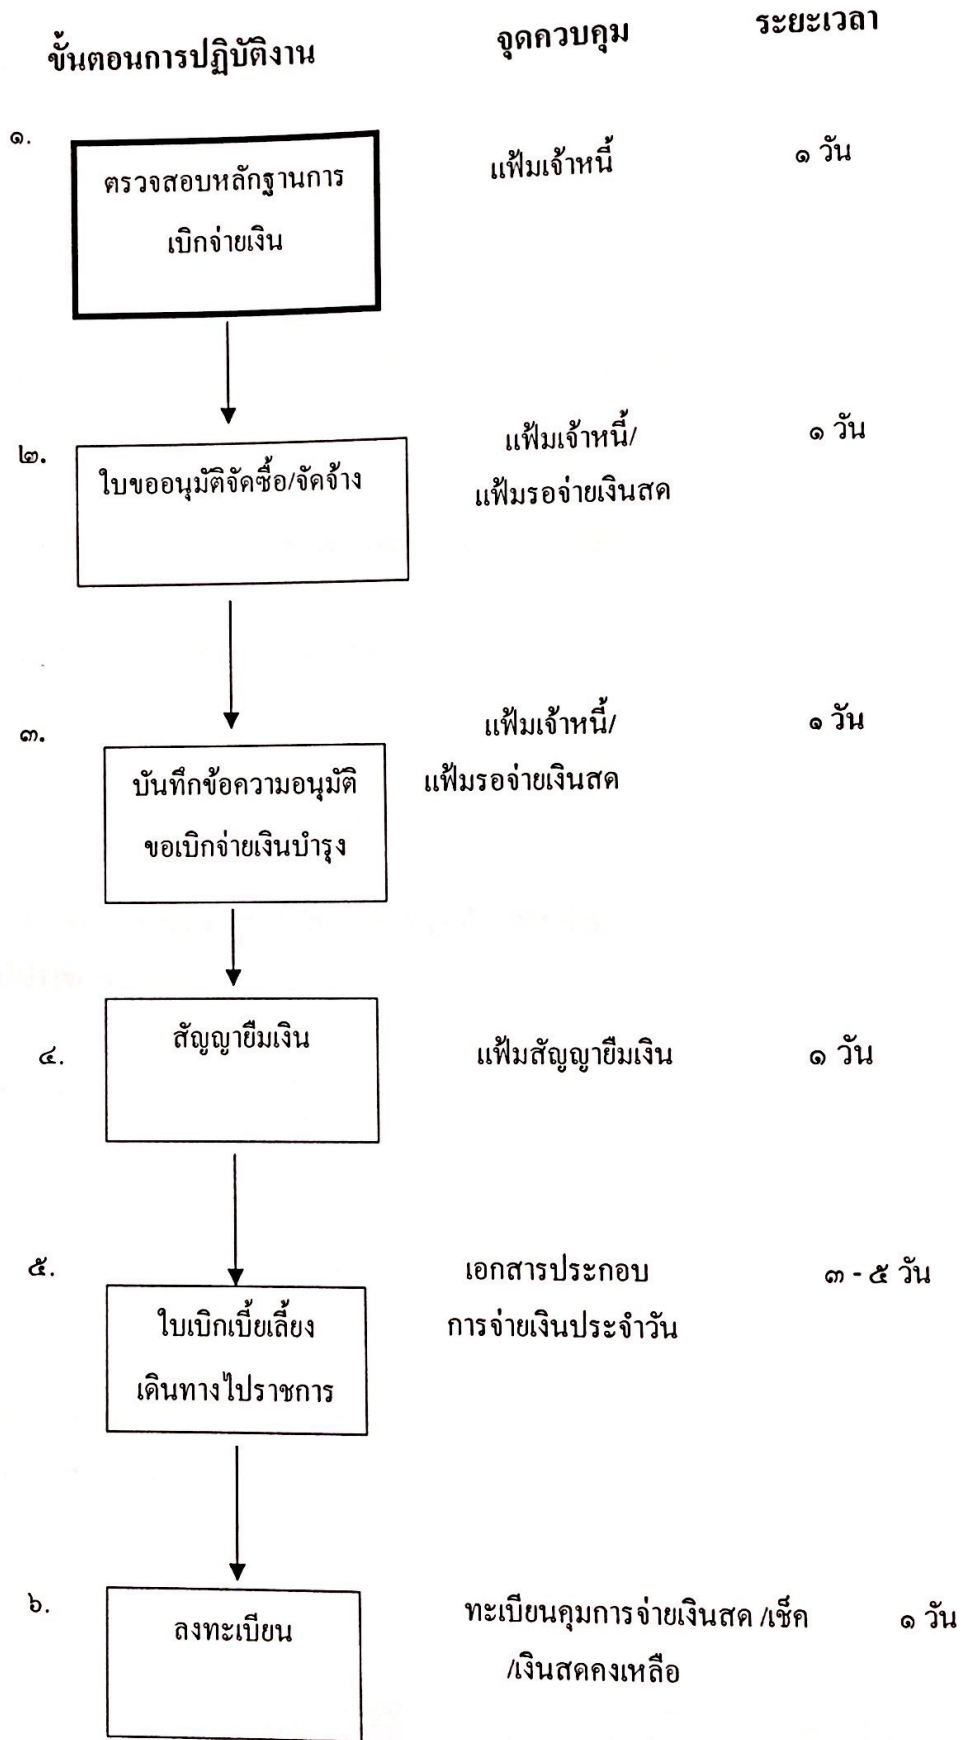 ขั้นตอนการปฏิบัติงาน จุดควบคุม ระยะเวลา
๑. ตรวจสอบหลักฐานการ แฟ้มเจ้าหนี้ ๑ วัน
เบิกจ่ายเงิน
๒. ใบขออนุมัติจัดซื้อ/จัดจ้าง แฟ้มเจ้าหนี้/ ๑ วัน
แฟ้มรอจ่ายเงินสด
๓. แฟ้มเจ้าหนี้/ ๑ วัน
บันทึกข้อความอนุมัติ แฟ้มรอจ่ายเงินสด
ขอเบิกจ่ายเงินบำรุง
๔. สัญญายืมเงิน แฟ้มสัญญายืมเงิน ๑ วัน
๕. เอกสารประกอบ ๓ - ๕ วัน
ใบเบิกเบี้ยเลี้ยง การจ่ายเงินประจำวัน
เดินทางไปราชการ
๖. ลงทะเบียน ทะเบียนคุมการจ่ายเงินสด /เช็ค ๑ วัน
/เงินสดคงเหลือ